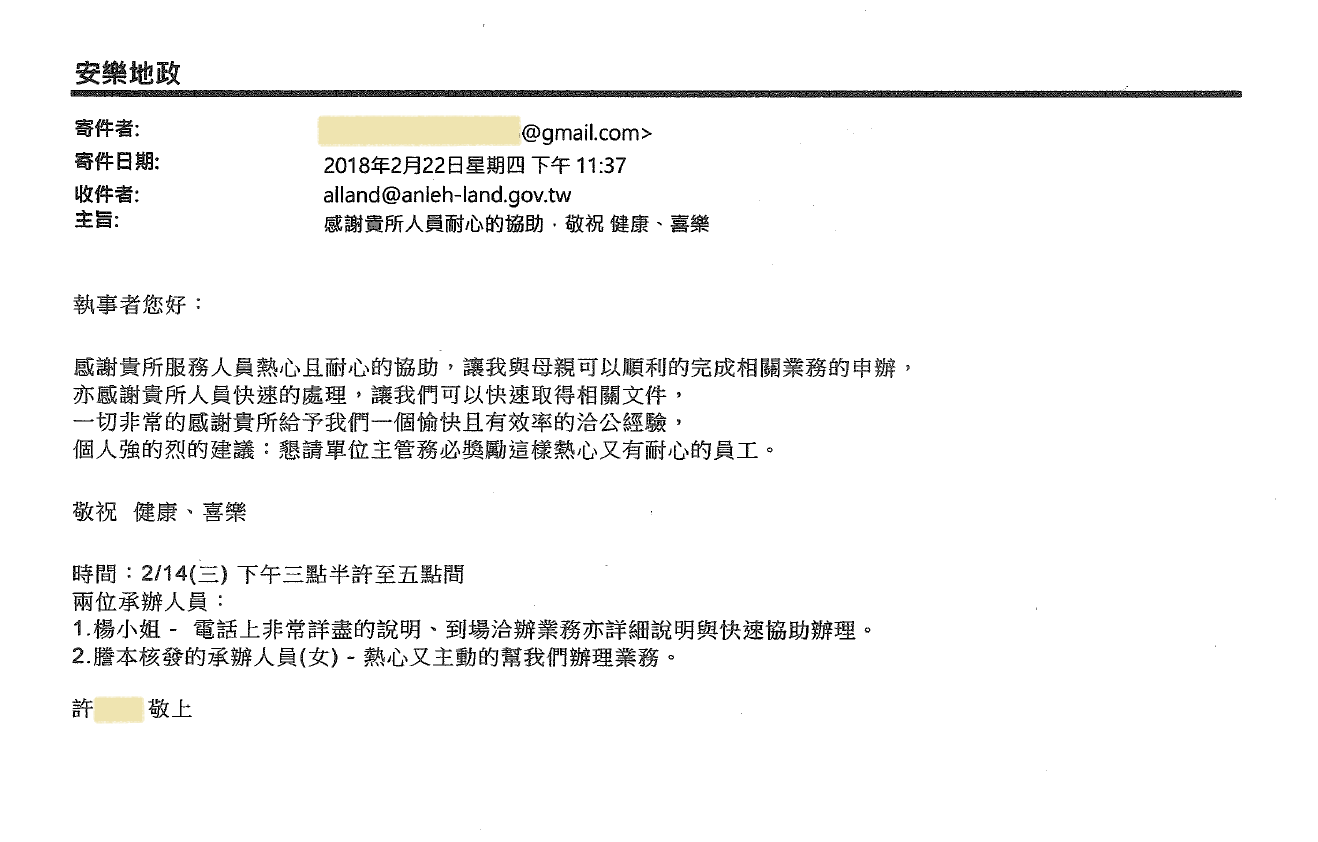 安樂地政
寄件者: @gmail.com>
寄件日期: 2018年2月22日星期四 下午 11:37
收件者: alland@anleh-land.gov.tw
主旨: 感謝貴所人員耐心的協助，敬祝 健康、喜樂
執事者您好：
感謝貴所服務人員熱心且耐心的協助，讓我與母親可以順利的完成相關業務的申辦，
亦感謝貴所人員快速的處理，讓我們可以快速取得相關文件，
一切非常的感謝貴所給予我們一個愉快且有效率的洽公經驗，
個人強的烈的建議：懇請單位主管務必獎勵這樣熱心又有耐心的員工。
敬祝 健康、喜樂
時間：2/14(三) 下午三點半許至五點間
兩位承辦人員：
1.楊小姐 - 電話上非常詳盡的說明、到場洽辦業務亦詳細說明與快速協助辦理。
2.謄本核發的承辦人員(女) - 熱心又主動的幫我們辦理業務。
許 敬上